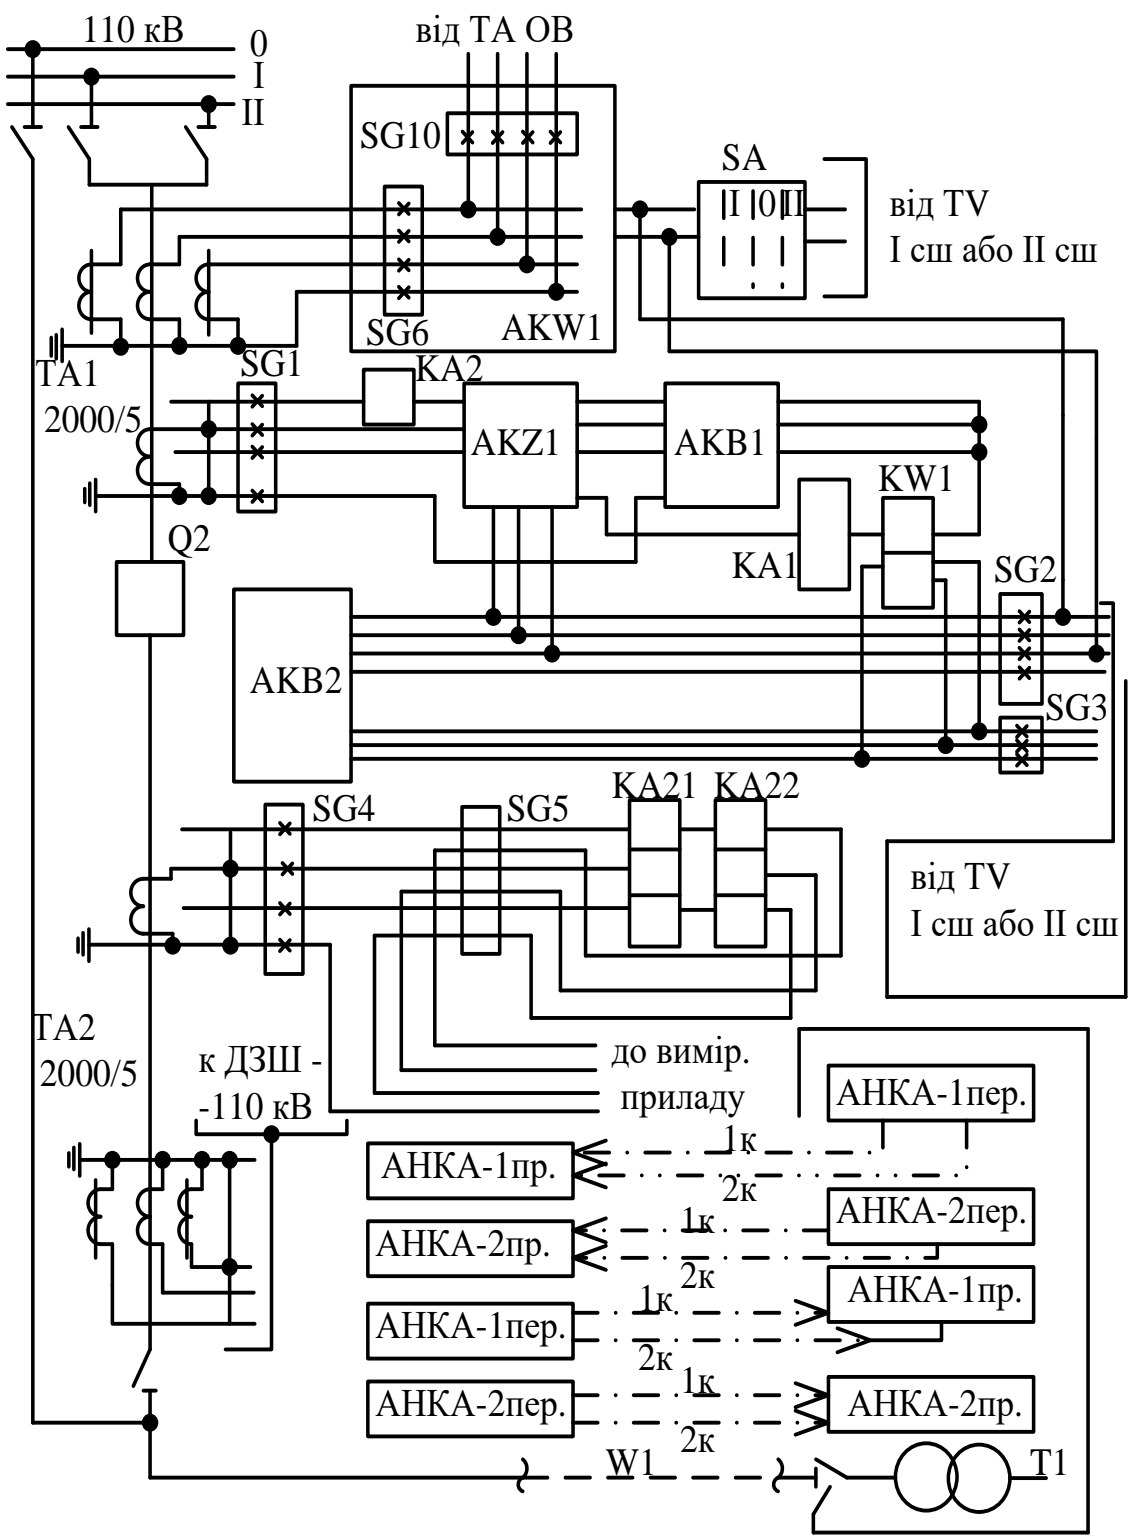 110 кВ
0
I
II
від ТА ОВ
SG10
SA
I 0 II
від TV
I сш або II сш
SG6
AKW1
TA1
2000/5
SG1
KA2
AKZ1
AKB1
KW1
Q2
KA1
SG2
AKB2
SG3
KA21
KA22
SG4
SG5
від TV
I сш або II сш
TA2
2000/5
к ДЗШ -
-110 кВ
до вимір.
приладу
АНКА-1пер.
1к
АНКА-1пр.
2к
АНКА-2пер.
1к
АНКА-2пр.
2к
АНКА-1пр.
1к
АНКА-1пер.
2к
1к
АНКА-2пер.
АНКА-2пр.
2к
W1
T1